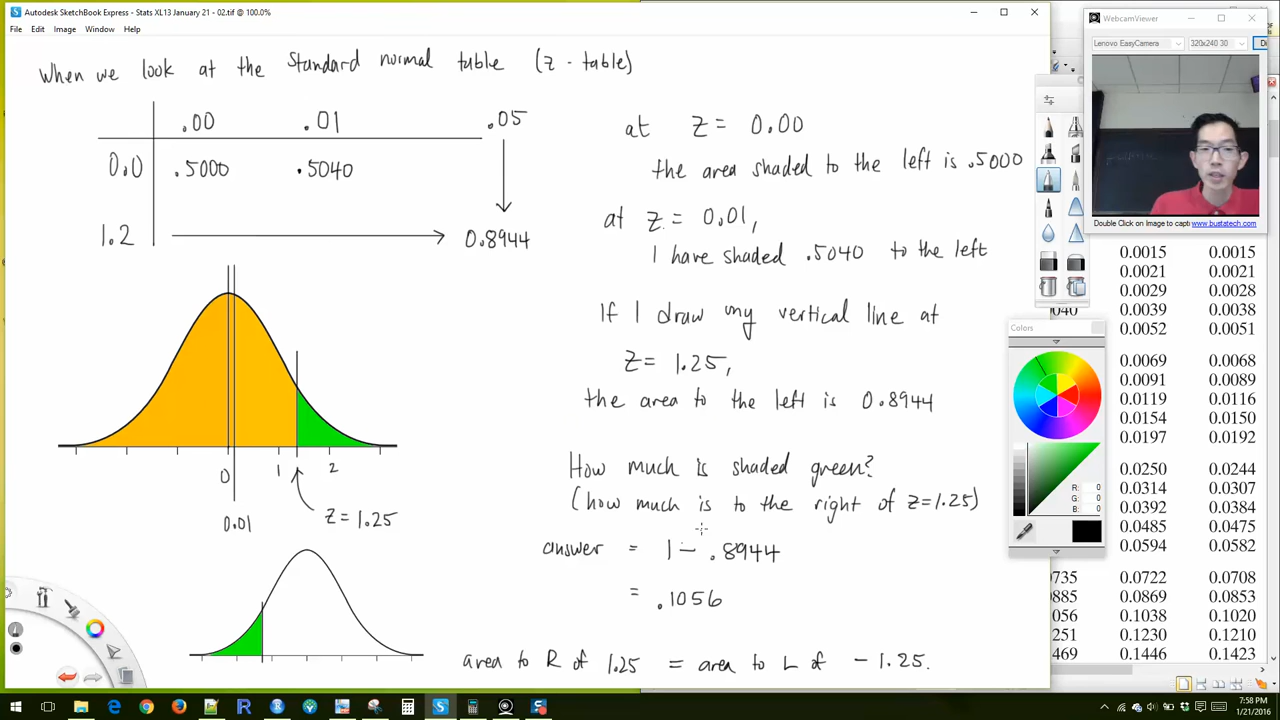 Autodesk SketchBook Express - Stats XL13 January 21 - 02.tif @ 100.0%
File Edit Image Window Help
When we look at the Standard normal table (z - table)
.00 .01 .05
0.0 .5000 .5040
1.2 0.8944
0 1 2
0.01
z = 1.25
at z = 0.00
the area shaded to the left is .5000
at z = 0.01,
I have shaded .5040 to the left
If I draw my vertical line at
z = 1.25,
the area to the left is 0.8944
How much is shaded green?
(how much is to the right of z=1.25)
answer = 1 - .8944
= .1056
area to R of 1.25 = area to L of - 1.25.
WebcamViewer
Lenovo EasyCamera 320x240 30
Double Click on Image to capt www.bustatech.com
Colors
R: 0
G: 0
B: 0
0.0015 0.0015
0.0021 0.0021
0.0029 0.0028
0040 0.0039 0.0038
0.0052 0.0051
0.0069 0.0068
0.0091 0.0089
0.0119 0.0116
0.0154 0.0150
0.0197 0.0192
0.0250 0.0244
0.0314 0.0307
0.0392 0.0384
0.0485 0.0475
0.0594 0.0582
0735 0.0722 0.0708
0885 0.0869 0.0853
056 0.1038 0.1020
251 0.1230 0.1210
469 0.1446 0.1423
7:58 PM
1/21/2016